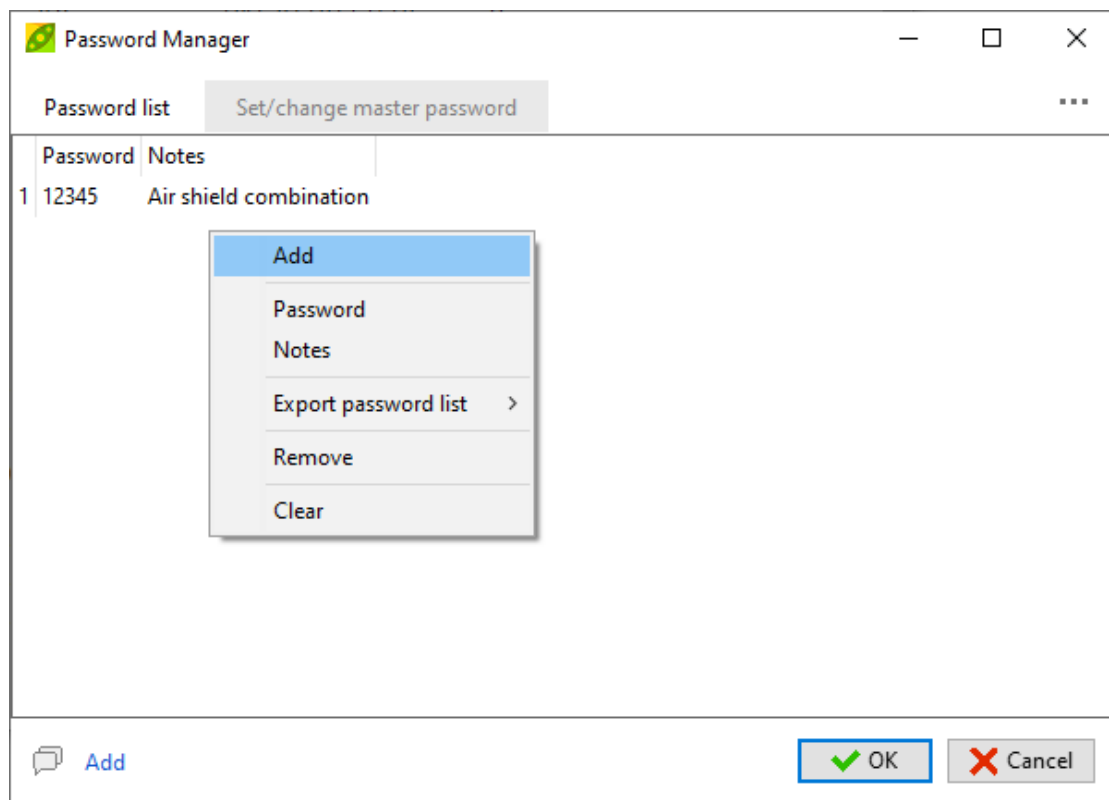 Password Manager
Password list Set/change master password
Password Notes
1 12345 Air shield combination
Add
Password
Notes
Export password list
Remove
Clear
Add OK Cancel